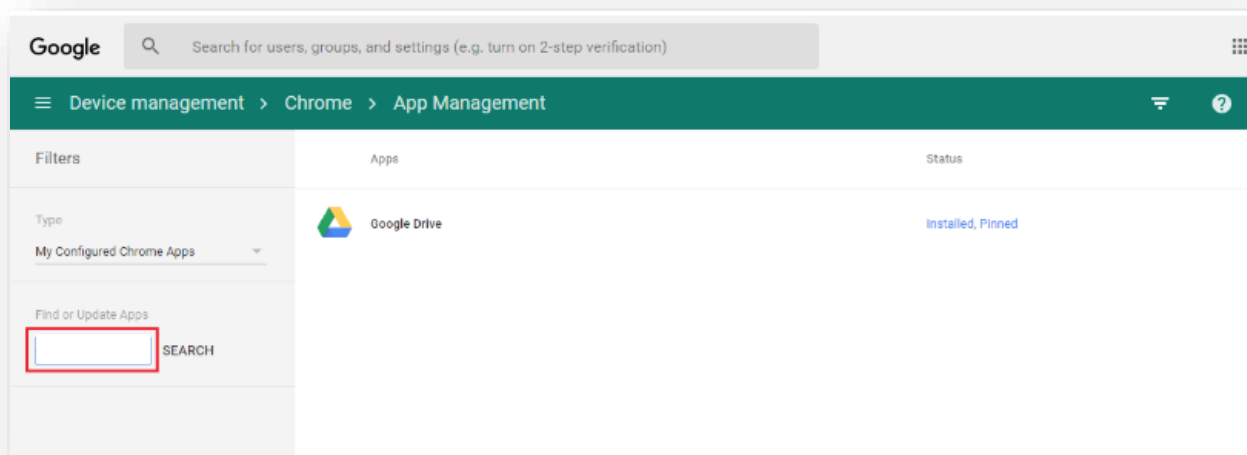 Google Search for users, groups, and settings (e.g. turn on 2-step verification)
Device management > Chrome > App Management
Filters
Apps Status
Type
My Configured Chrome Apps
Google Drive Installed, Pinned
Find or Update Apps
SEARCH